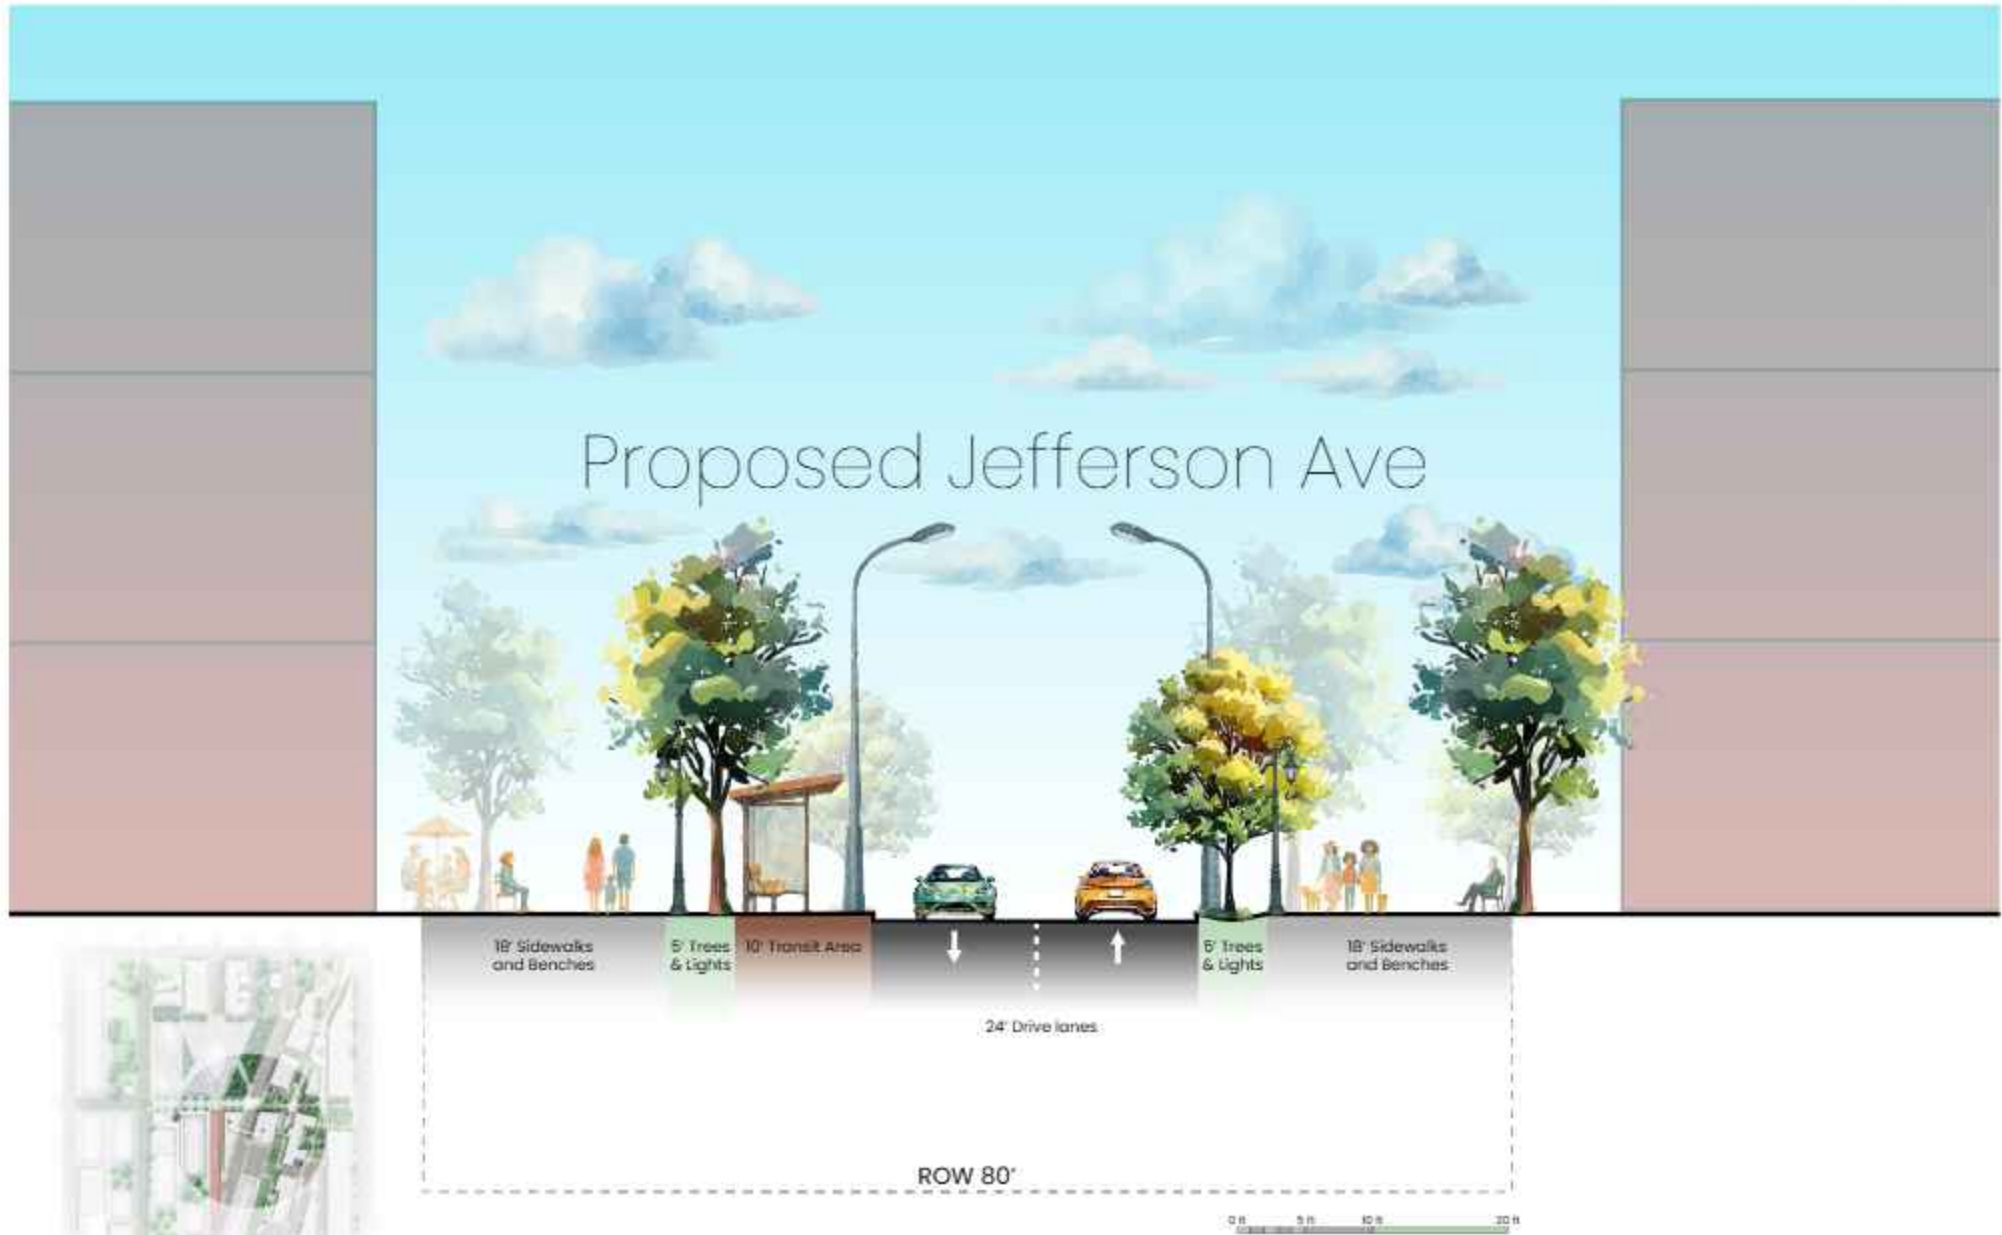 Proposed Jefferson Ave
18' Sidewalks
and Benches
5' Trees
& Lights
10' Transit Area
5' Trees
& Lights
18' Sidewalks
and Benches
24' Drive lanes
ROW 80'
0 ft 5 ft 10 ft 20 ft